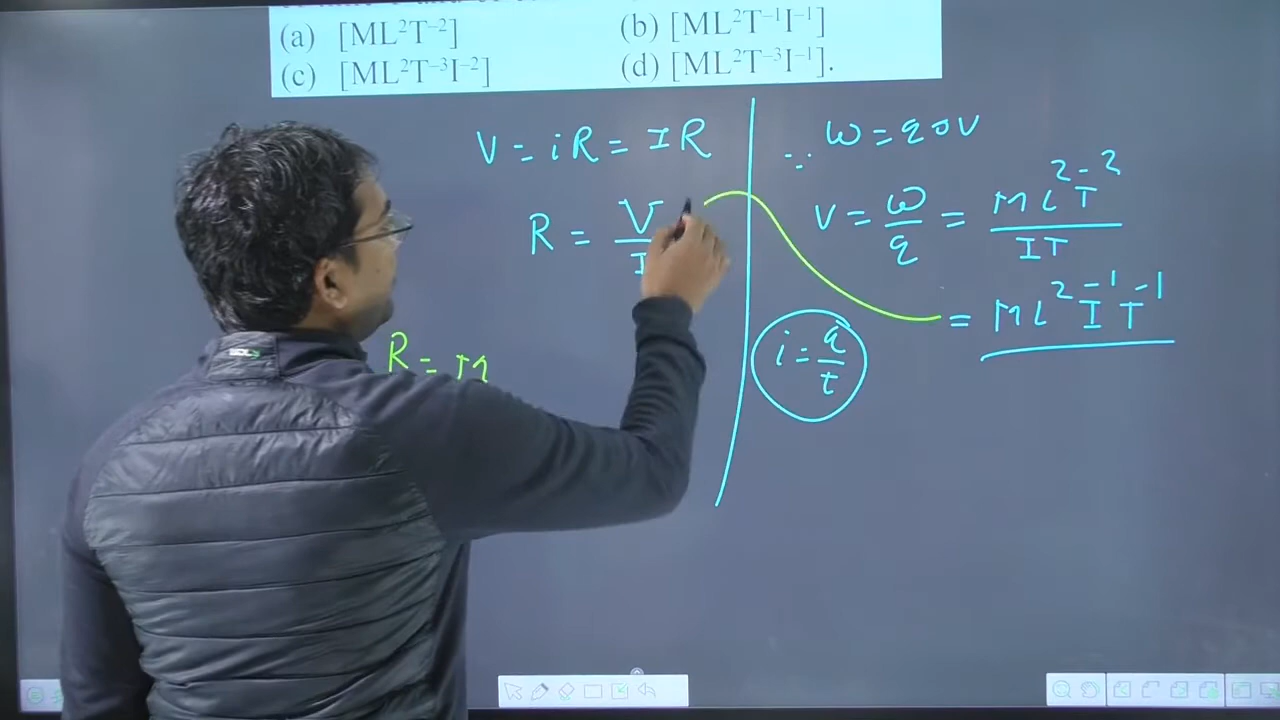 (a) [ML²T⁻²] (b) [ML²T⁻¹I⁻¹]
(c) [ML²T⁻³I⁻²] (d) [ML²T⁻³I⁻¹].
V = iR = IR
R = V/I
R = M
∵ W = qΔV
V = W/q = ML²T⁻²/IT
= ML²I⁻¹T⁻¹
i = q/t